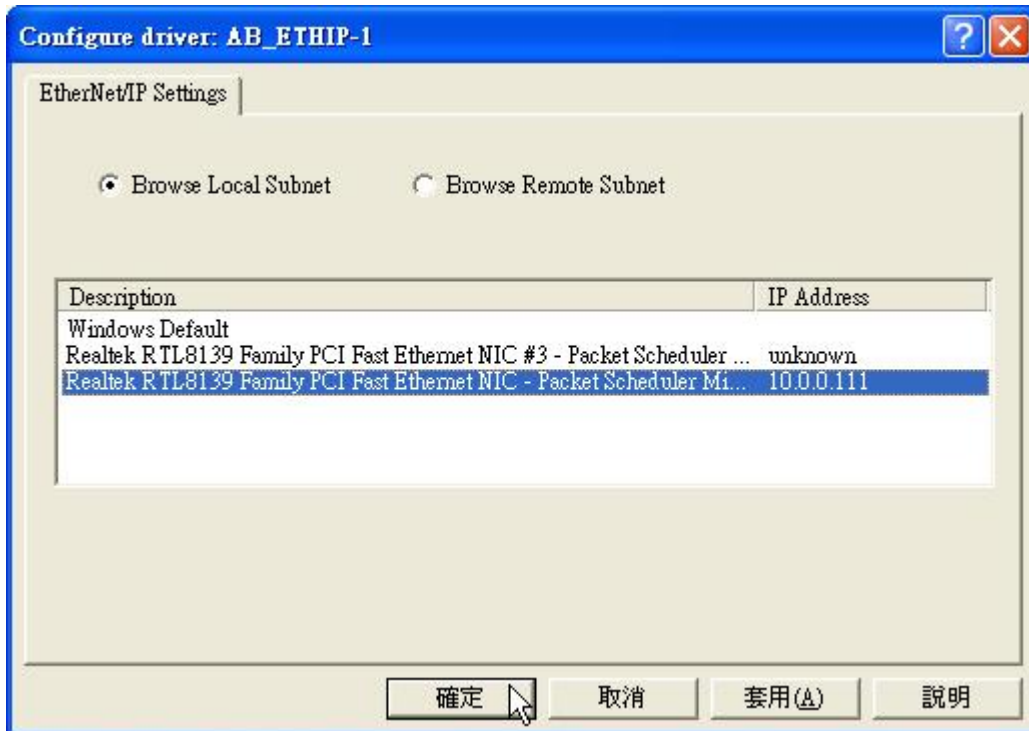 Configure driver: AB_ETHIP-1
EtherNet/IP Settings
Browse Local Subnet Browse Remote Subnet
Description IP Address
Windows Default
Realtek RTL8139 Family PCI Fast Ethernet NIC #3 - Packet Scheduler ... unknown
Realtek RTL8139 Family PCI Fast Ethernet NIC - Packet Scheduler Mi... 10.0.0.111
確定 取消 套用(A) 說明